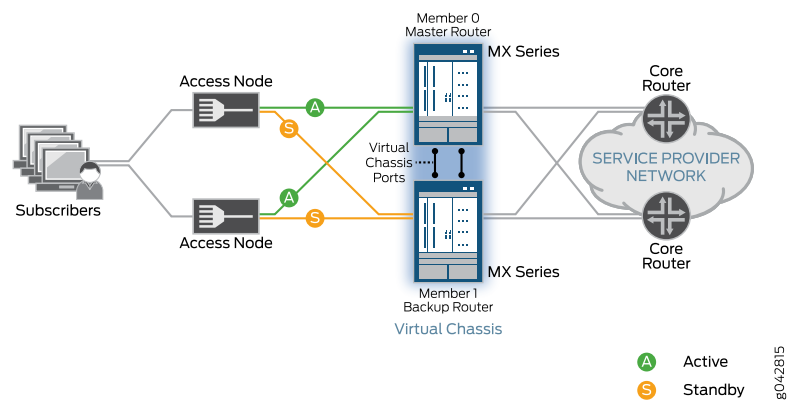 Member 0
Master Router
MX Series
Access Node
A
S
Core
Router
Virtual
Chassis
Ports
SERVICE PROVIDER
NETWORK
Subscribers
A
S
Access Node
MX Series
Core
Router
Member 1
Backup Router
Virtual Chassis
A Active
S Standby
g042815